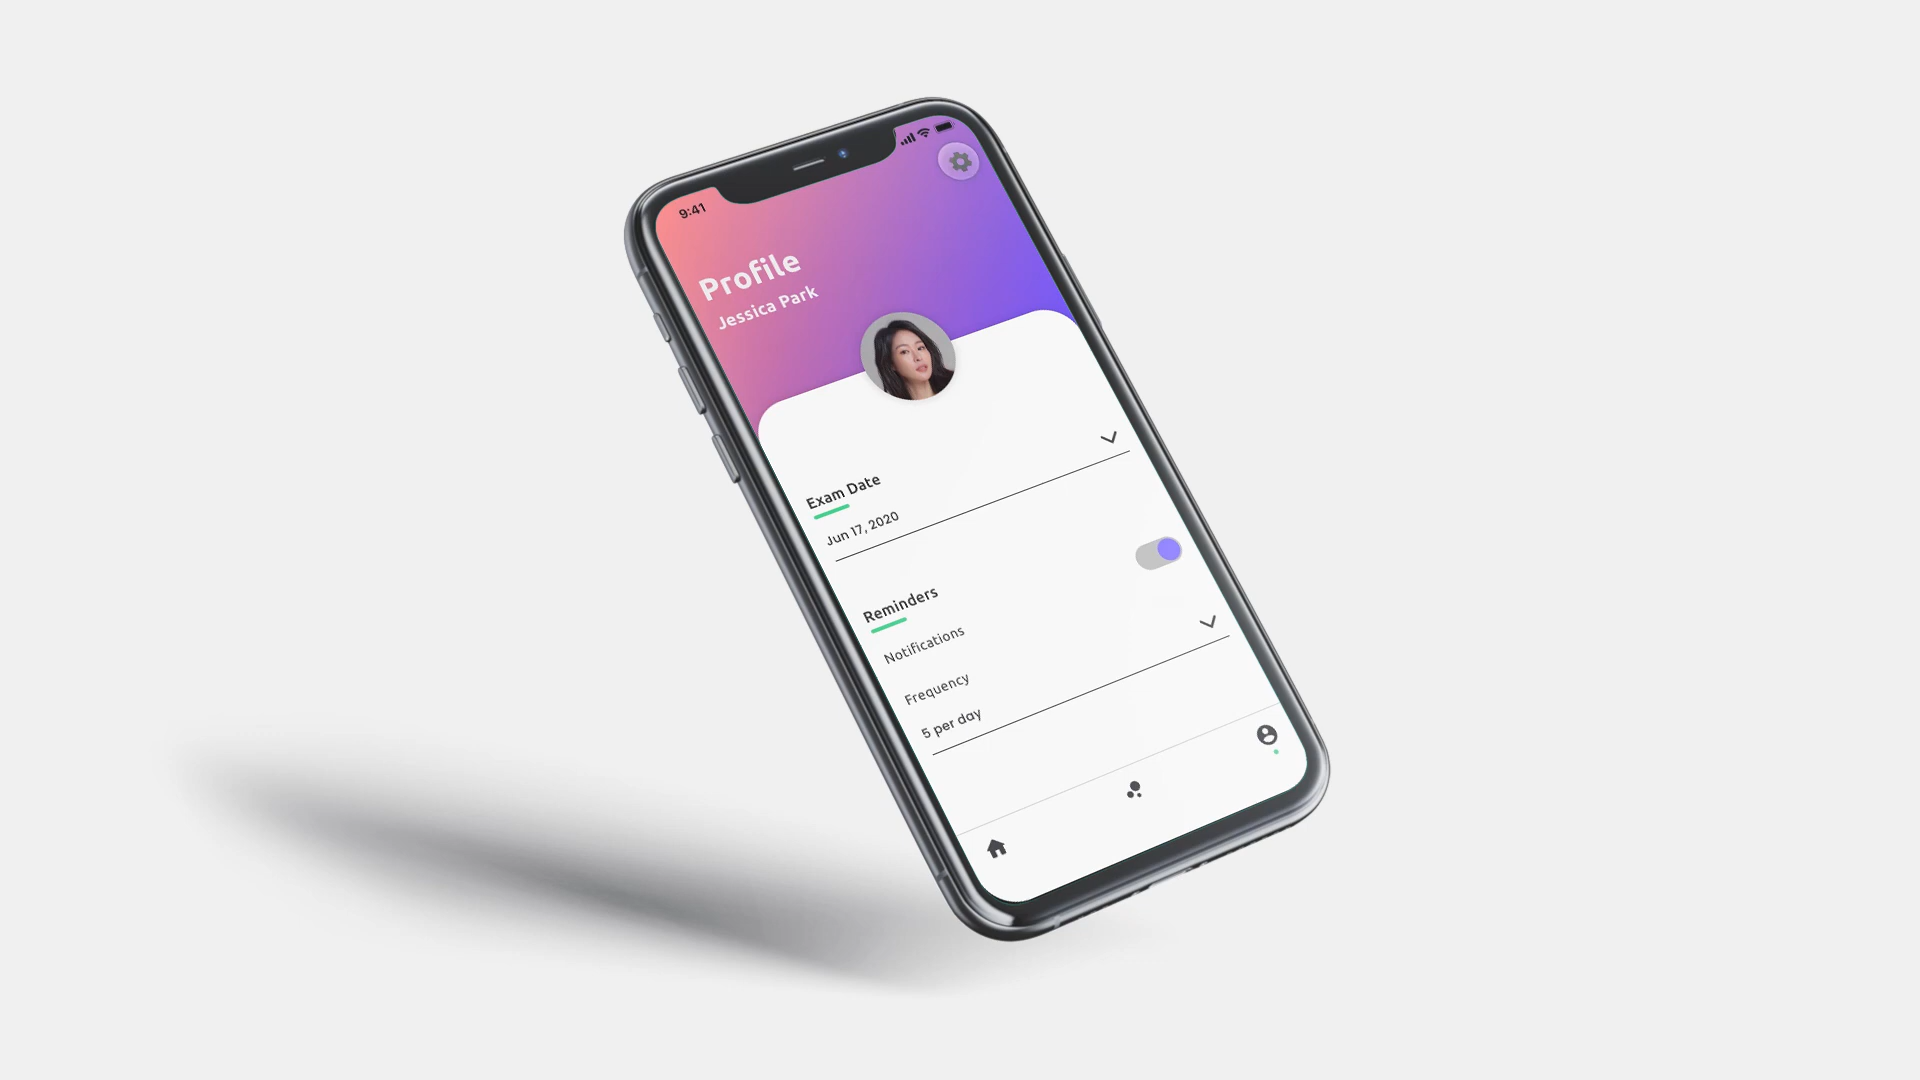 9:41
Profile
Jessica Park
Exam Date
Jun 17, 2020
Reminders
Notifications
Frequency
5 per day